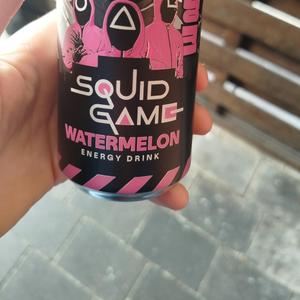 SQUID
GAME
WATERMELON
ENERGY DRINK